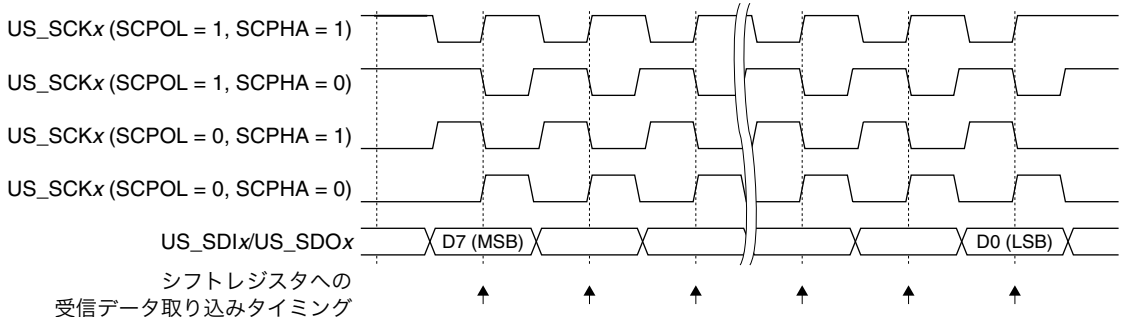 US_SCKx (SCPOL = 1, SCPHA = 1)
US_SCKx (SCPOL = 1, SCPHA = 0)
US_SCKx (SCPOL = 0, SCPHA = 1)
US_SCKx (SCPOL = 0, SCPHA = 0)
US_SDIx/US_SDOx D7 (MSB) D0 (LSB)
シフトレジスタへの
受信データ取り込みタイミング